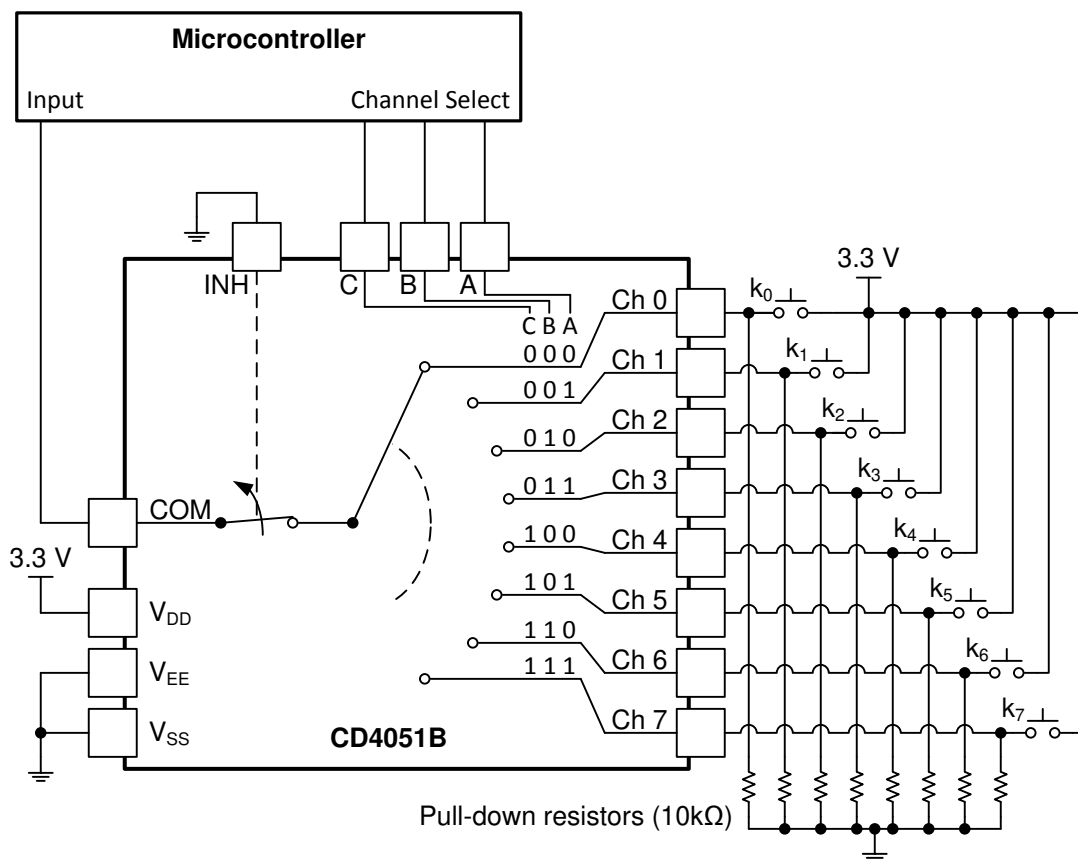 Microcontroller
Input
Channel Select
INH
C
B
A
3.3 V
C B A
Ch 0
k₀
0 0 0
Ch 1
k₁
0 0 1
Ch 2
k₂
0 1 0
Ch 3
k₃
0 1 1
COM
Ch 4
k₄
1 0 0
3.3 V
Ch 5
k₅
1 0 1
V_DD
Ch 6
k₆
1 1 0
V_EE
1 1 1
Ch 7
k₇
V_SS
CD4051B
Pull-down resistors (10kΩ)